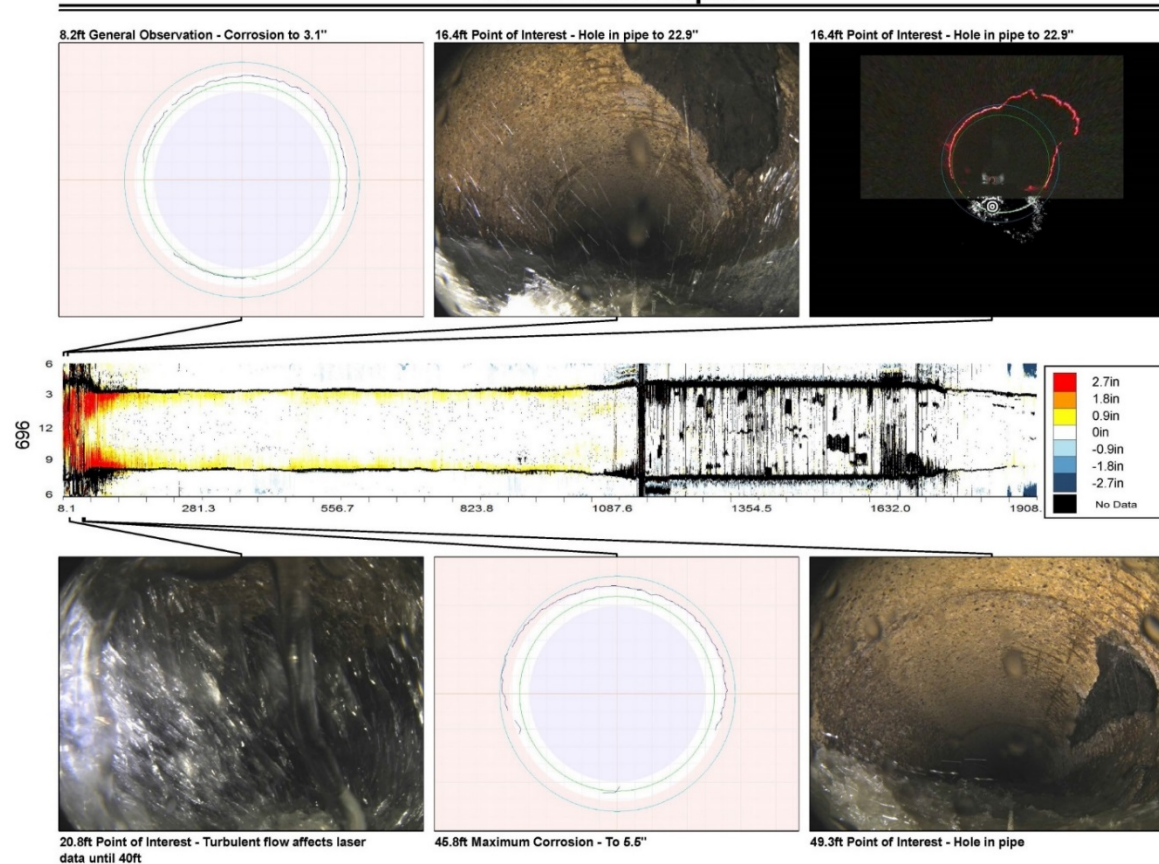 8.2ft General Observation - Corrosion to 3.1"
16.4ft Point of Interest - Hole in pipe to 22.9"
16.4ft Point of Interest - Hole in pipe to 22.9"
696
6
3
12
9
6
8.1
281.3
556.7
823.8
1087.6
1354.5
1632.0
1908.
2.7in
1.8in
0.9in
0in
-0.9in
-1.8in
-2.7in
No Data
20.8ft Point of Interest - Turbulent flow affects laser
data until 40ft
45.8ft Maximum Corrosion - To 5.5"
49.3ft Point of Interest - Hole in pipe